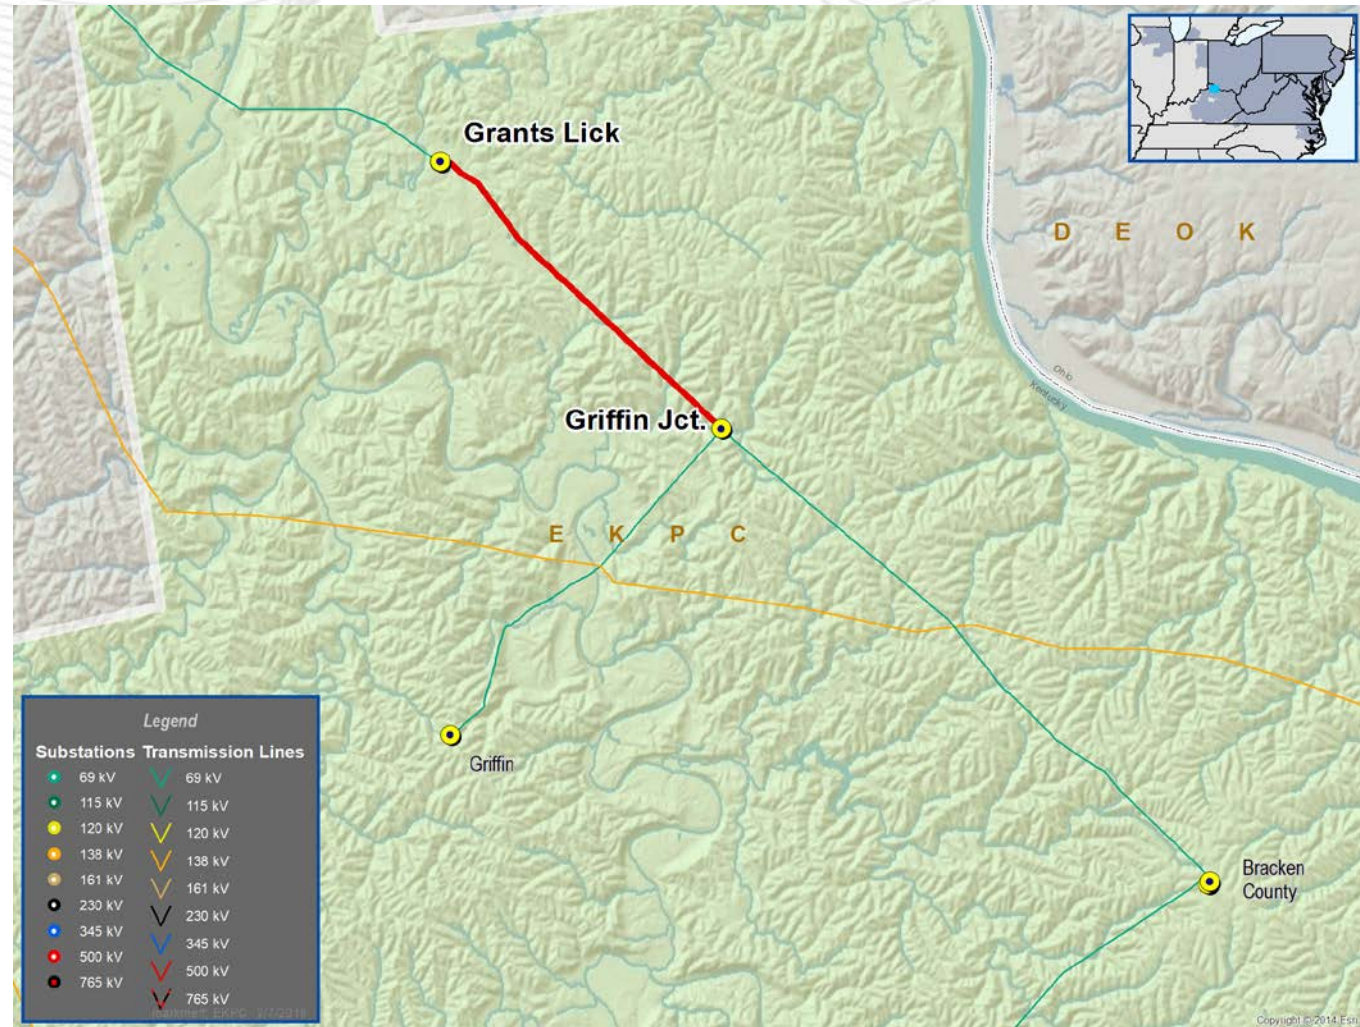 Grants Lick
D E O K
Ohio
Kentucky
Griffin Jct.
E K P C
Griffin
Bracken
County
Legend
Substations Transmission Lines
69 kV 69 kV
115 kV 115 kV
120 kV 120 kV
138 kV 138 kV
161 kV 161 kV
230 kV 230 kV
345 kV 345 kV
500 kV 500 kV
765 kV 765 kV
Copyright © 2014 Esri